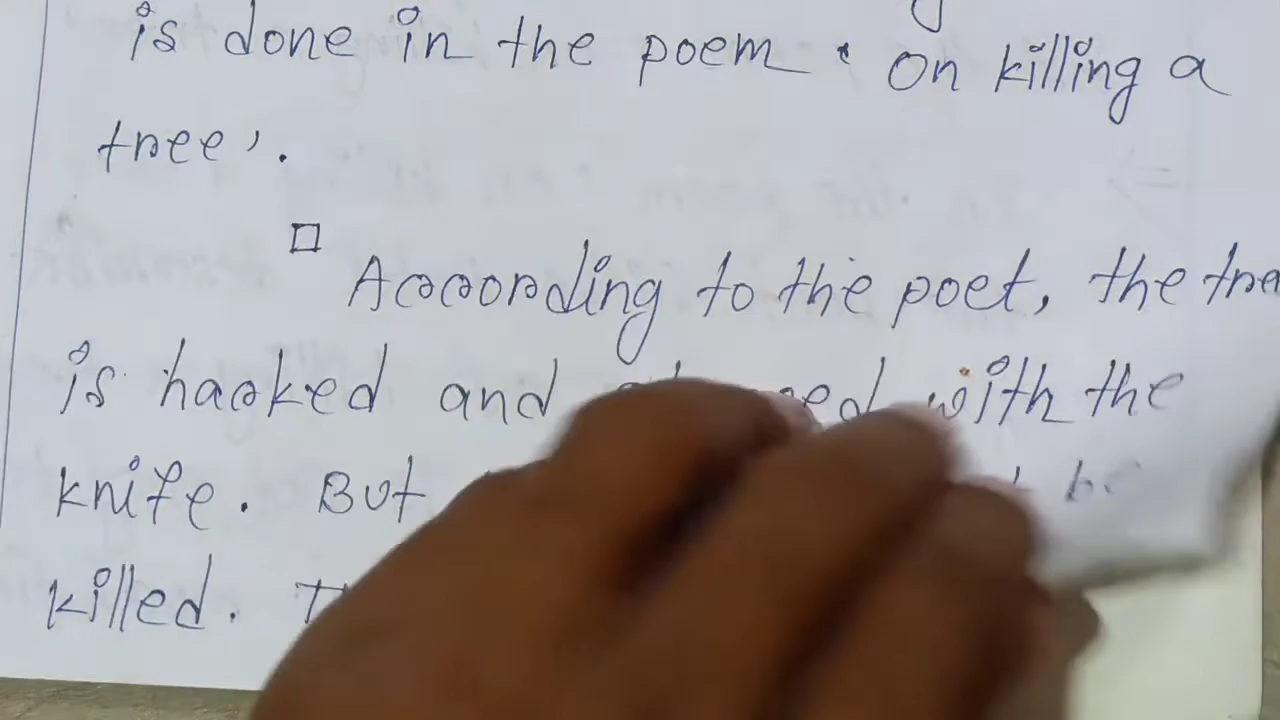 is done in the poem ' On killing a
tree'.
According to the poet, the
is hacked and with the
knife. But
killed.